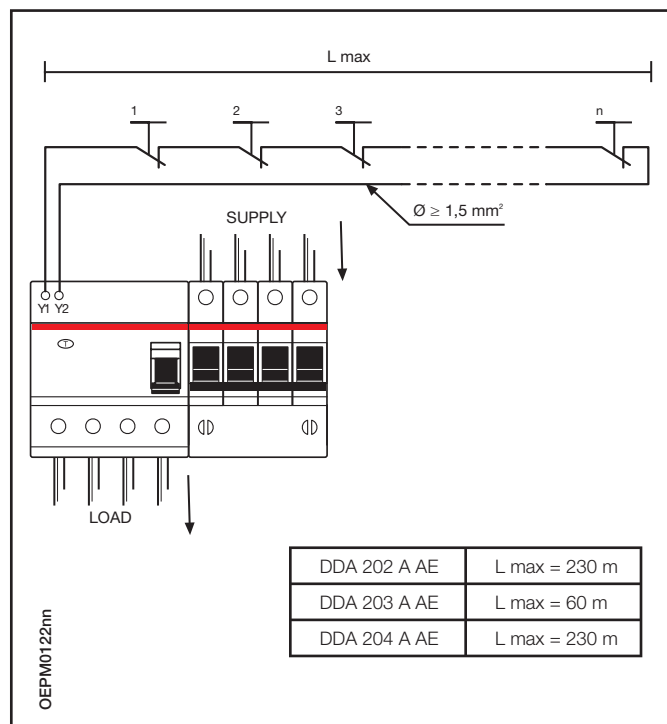 L max
1 2 3 n
Ø ≥ 1,5 mm²
SUPPLY
Y1 Y2
T
LOAD
DDA 202 A AE L max = 230 m
DDA 203 A AE L max = 60 m
DDA 204 A AE L max = 230 m
OEPM0122nn